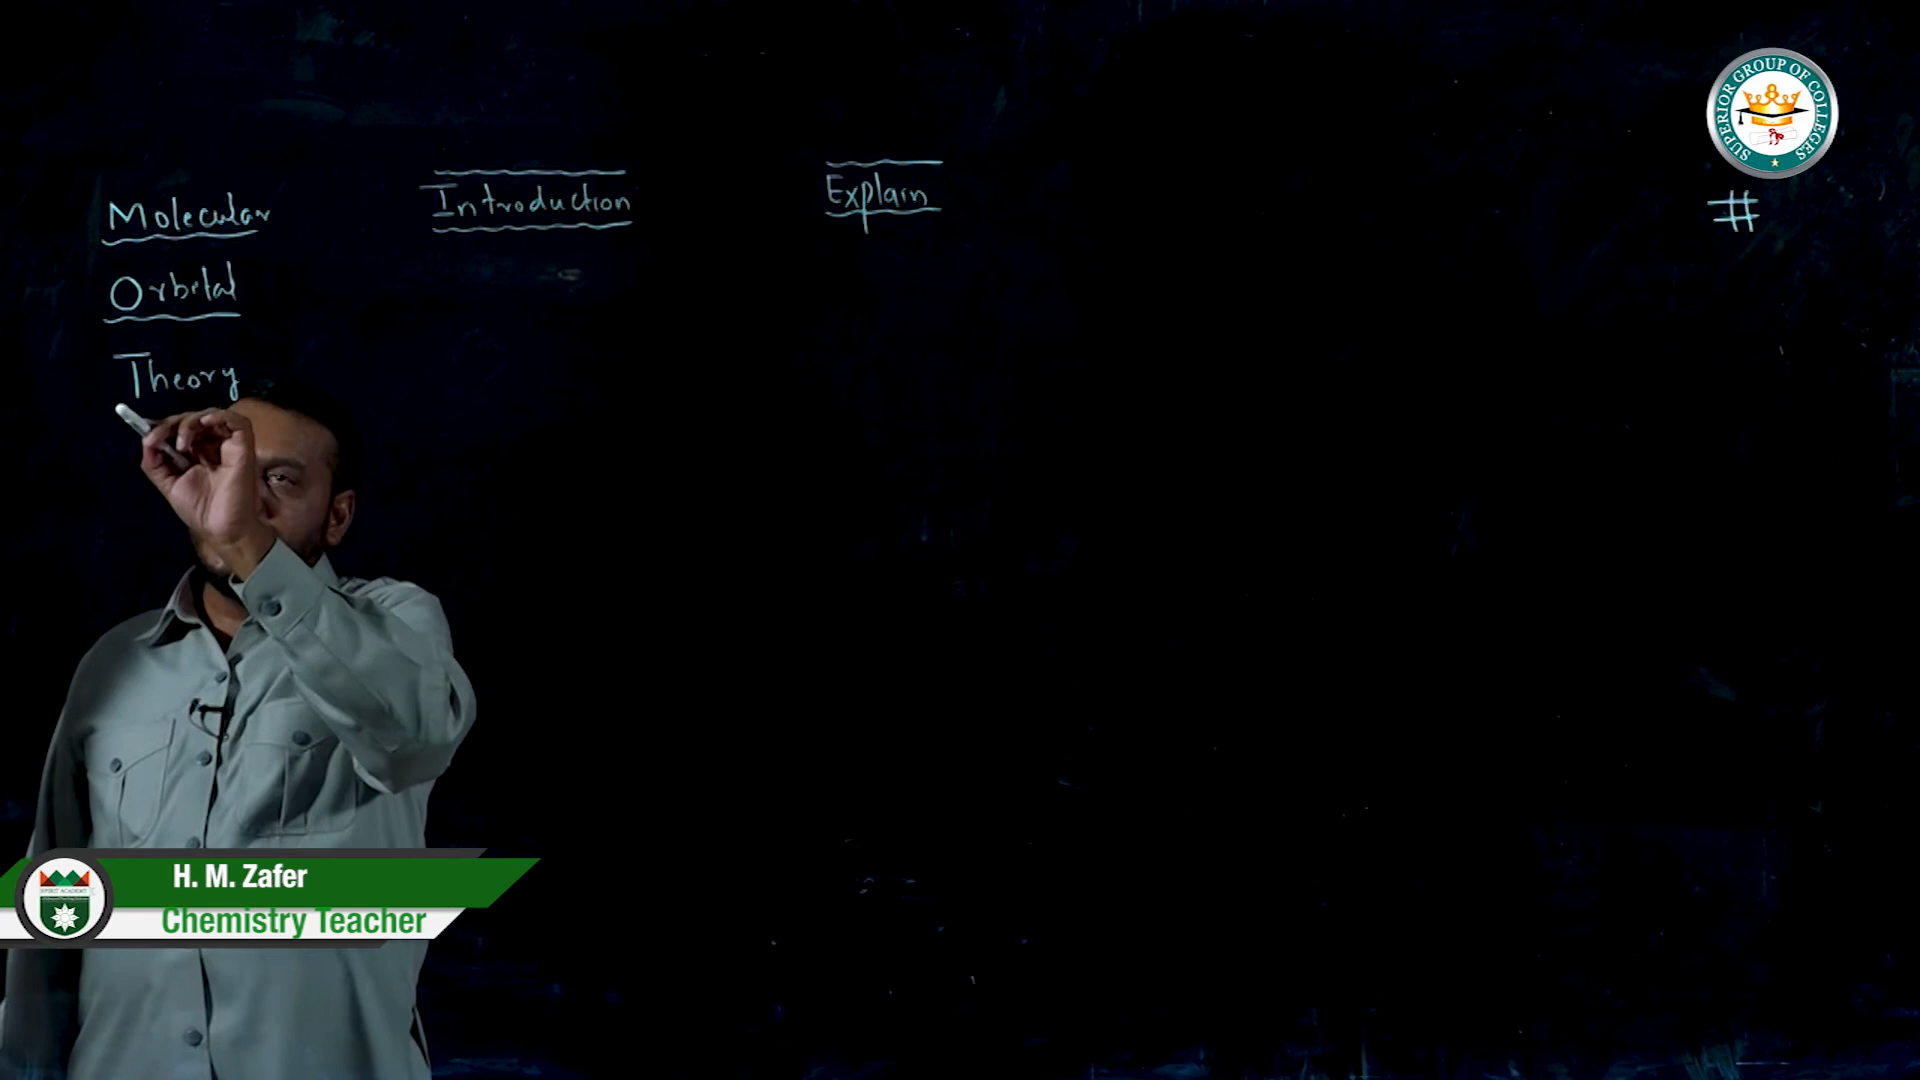 SUPERIOR GROUP OF COLLEGES
Molecular
Introduction
Explain
#
Orbital
Theory
H. M. Zafer
Chemistry Teacher